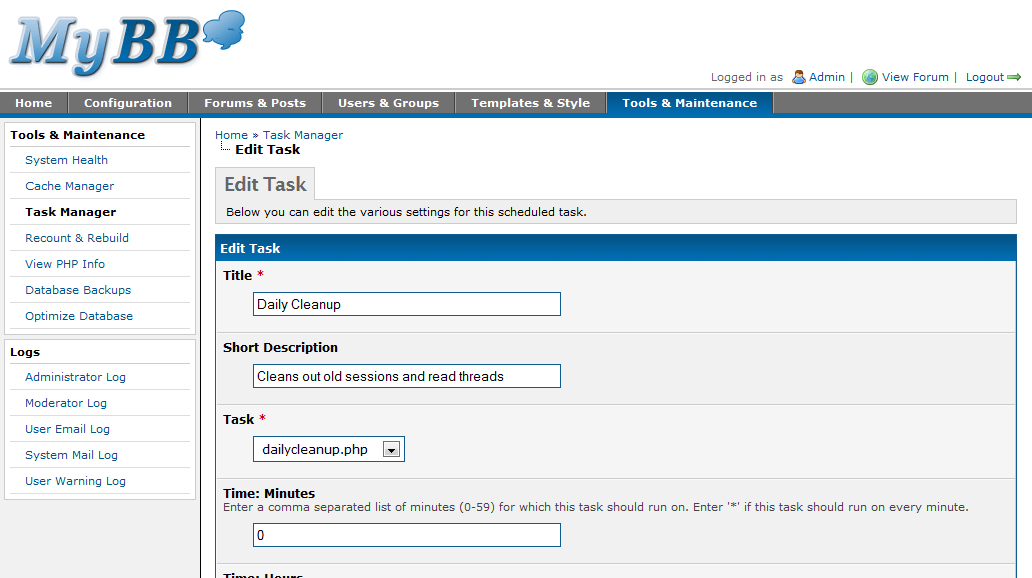 MyBB
Logged in as Admin | View Forum | Logout
Home Configuration Forums & Posts Users & Groups Templates & Style Tools & Maintenance
Tools & Maintenance
System Health
Cache Manager
Task Manager
Recount & Rebuild
View PHP Info
Database Backups
Optimize Database
Logs
Administrator Log
Moderator Log
User Email Log
System Mail Log
User Warning Log
Home » Task Manager
Edit Task
Edit Task
Below you can edit the various settings for this scheduled task.
Edit Task
Title *
Daily Cleanup
Short Description
Cleans out old sessions and read threads
Task *
dailycleanup.php
Time: Minutes
Enter a comma separated list of minutes (0-59) for which this task should run on. Enter '*' if this task should run on every minute.
0
Time: Hours